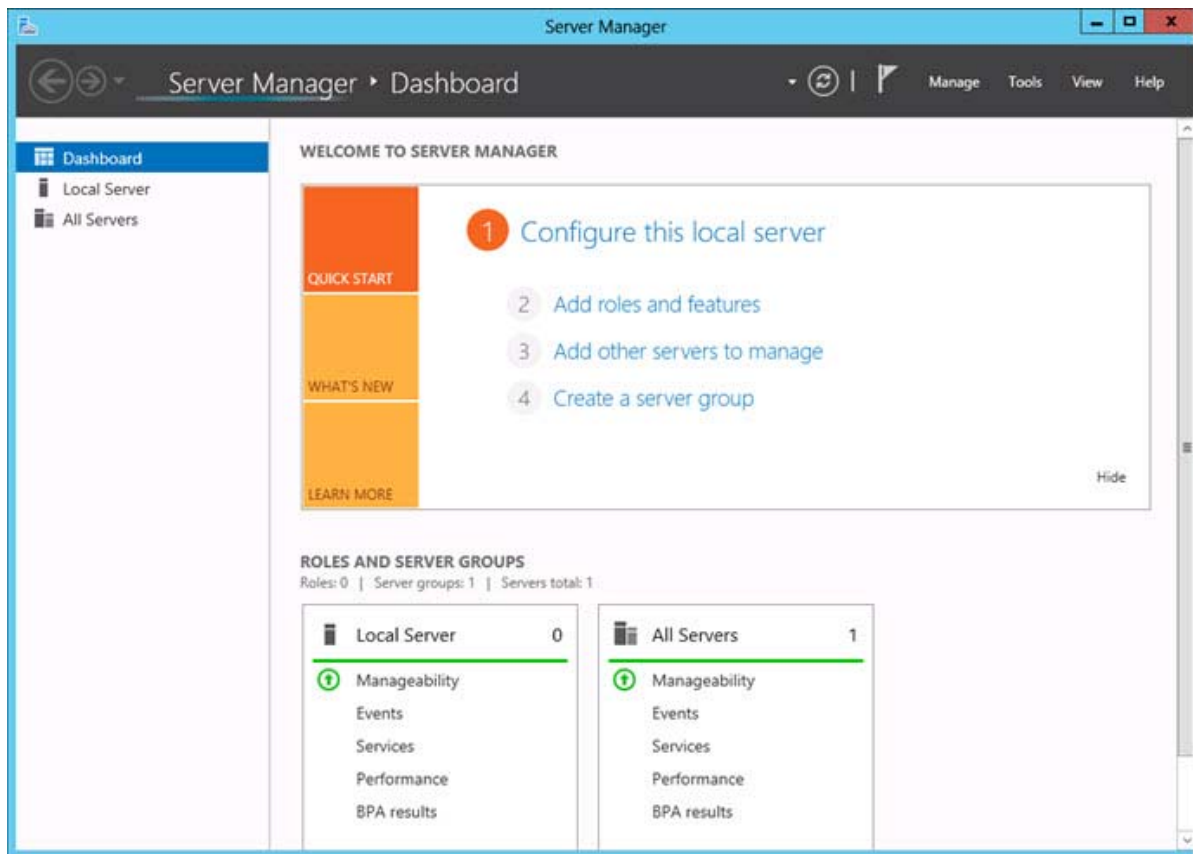 Server Manager
Server Manager ‣ Dashboard
Manage Tools View Help
Dashboard
Local Server
All Servers
WELCOME TO SERVER MANAGER
QUICK START
WHAT'S NEW
LEARN MORE
1 Configure this local server
2 Add roles and features
3 Add other servers to manage
4 Create a server group
Hide
ROLES AND SERVER GROUPS
Roles: 0 | Server groups: 1 | Servers total: 1
Local Server 0
Manageability
Events
Services
Performance
BPA results
All Servers 1
Manageability
Events
Services
Performance
BPA results